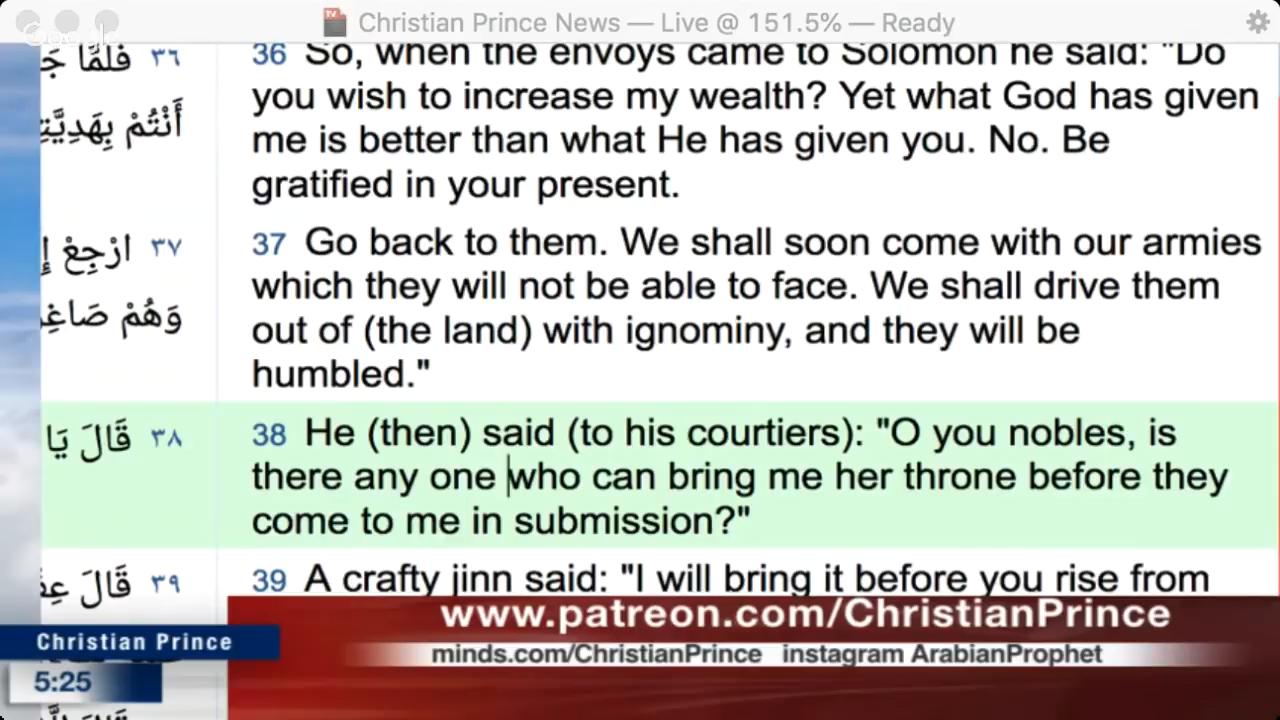 Christian Prince News — Live @ 151.5% — Ready
Google
36 So, when the envoys came to Solomon he said: "Do
you wish to increase my wealth? Yet what God has given
me is better than what He has given you. No. Be
gratified in your present.
٣٦ فَلَمَّا
أَنْتُمْ
37 Go back to them. We shall soon come with our armies
which they will not be able to face. We shall drive them
out of (the land) with ignominy, and they will be
humbled."
٣٧ ارْجِعْ
وَهُمْ
38 He (then) said (to his courtiers): "O you nobles, is
there any one who can bring me her throne before they
come to me in submission?"
٣٨ قَالَ يَا
39 A crafty jinn said: "I will bring it before you rise from
٣٩ قَالَ
www.patreon.com/ChristianPrince
minds.com/ChristianPrince instagram ArabianProphet
Christian Prince
5:25